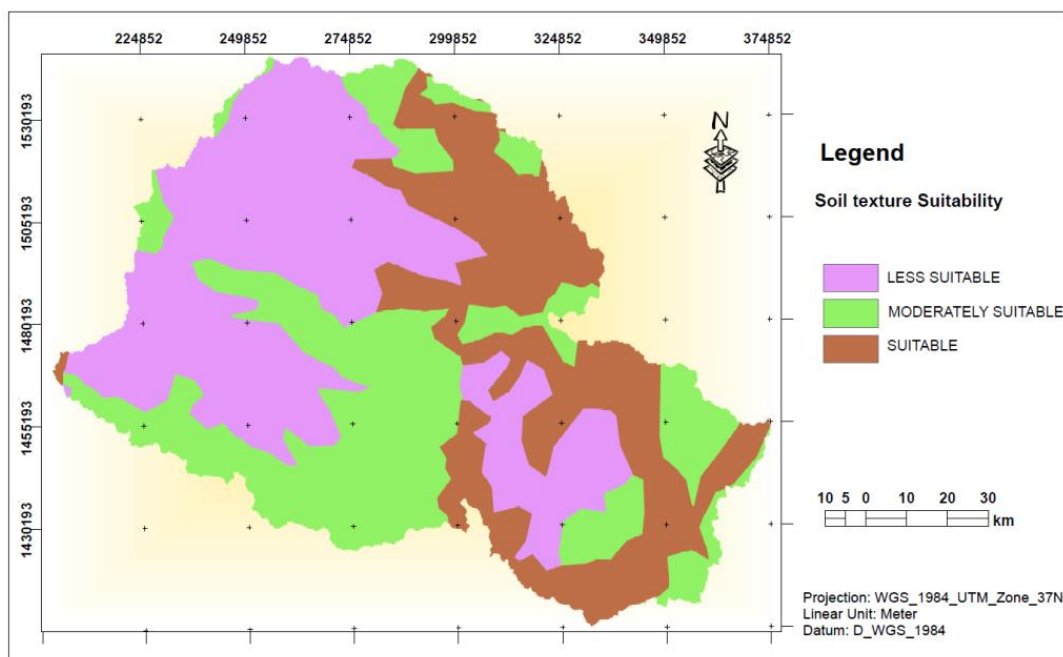 224852 249852 274852 299852 324852 349852 374852
1530193
1505193
1480193
1455193
1430193
N
Legend
Soil texture Suitability
LESS SUITABLE
MODERATELY SUITABLE
SUITABLE
10 5 0 10 20 30
km
Projection: WGS_1984_UTM_Zone_37N
Linear Unit: Meter
Datum: D_WGS_1984